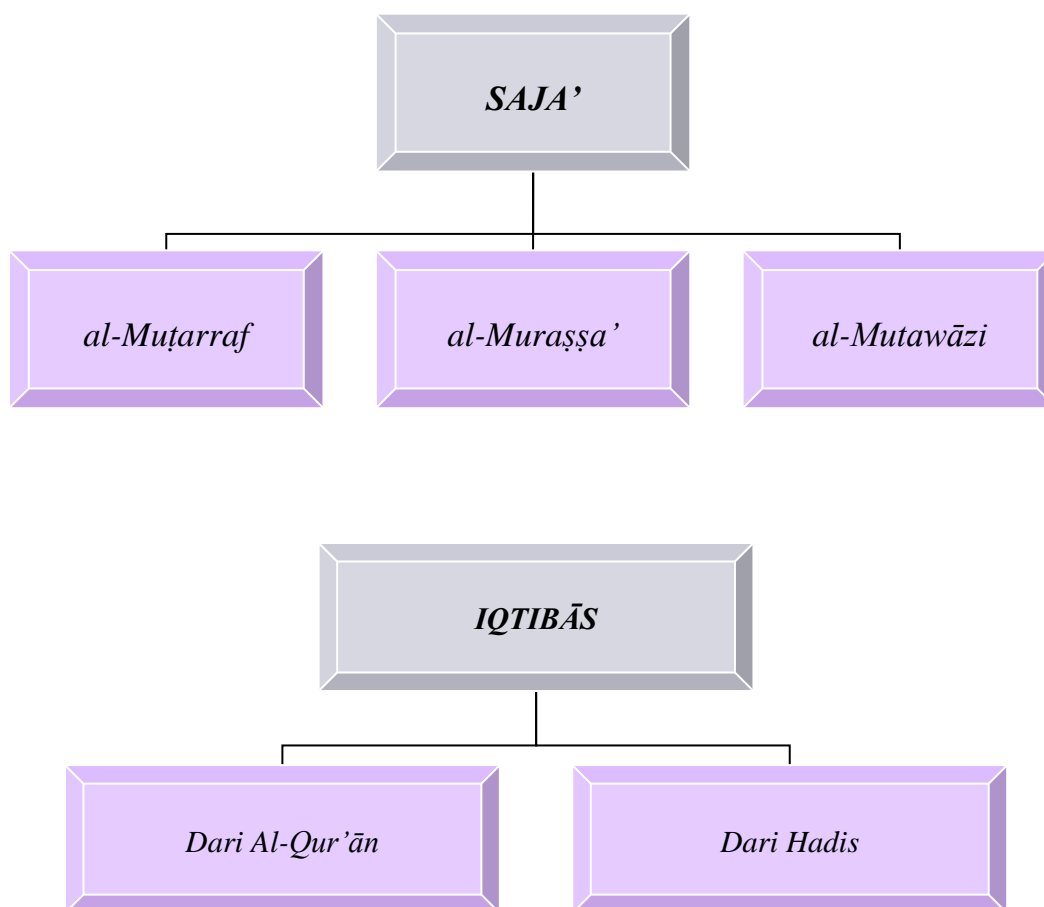 SAJA’
al-Muṭarraf
al-Muraṣṣa’
al-Mutawāzi
IQTIBĀS
Dari Al-Qur’ān
Dari Hadis